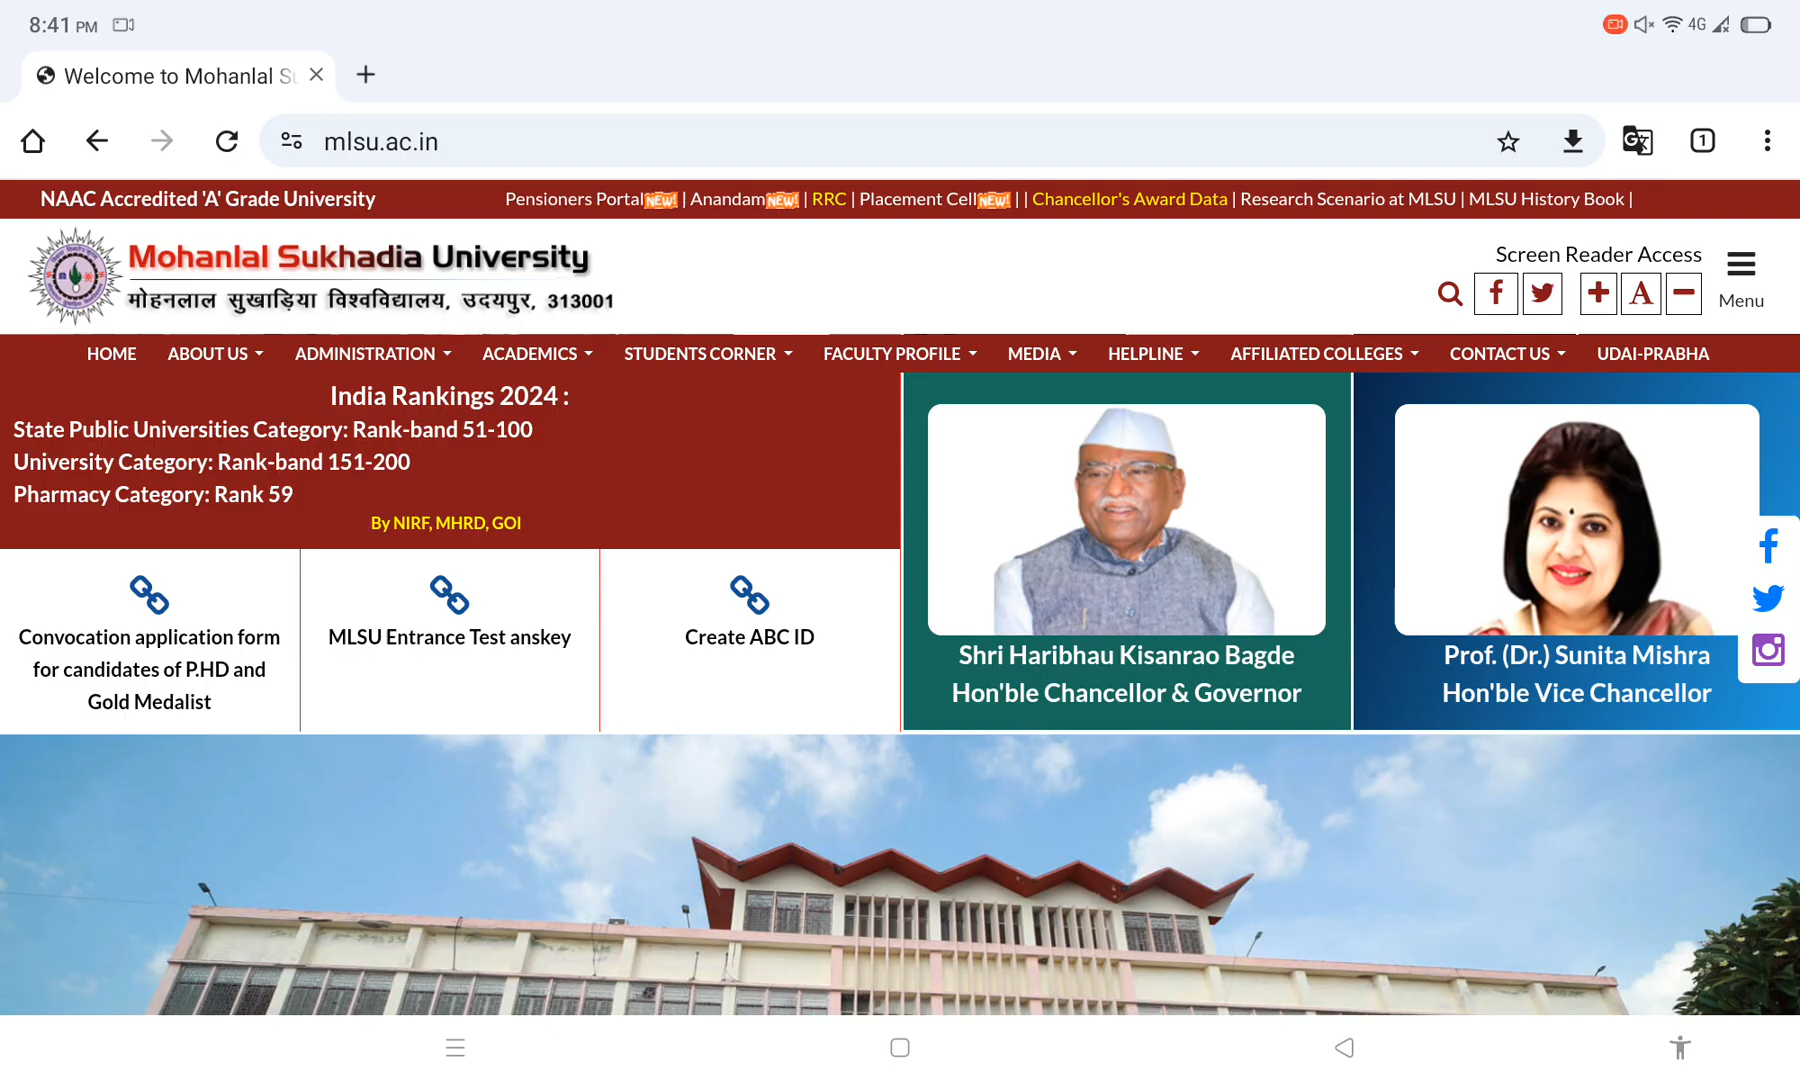 8:41 PM
4G
Welcome to Mohanlal
mlsu.ac.in
1
NAAC Accredited 'A' Grade University
Pensioners Portal NEW! | Anandam NEW! | RRC | Placement Cell NEW! | | Chancellor's Award Data | Research Scenario at MLSU | MLSU History Book |
Mohanlal Sukhadia University
मोहनलाल सुखाड़िया विश्वविद्यालय, उदयपुर, 313001
Screen Reader Access
A
Menu
HOME ABOUT US ADMINISTRATION ACADEMICS STUDENTS CORNER FACULTY PROFILE MEDIA HELPLINE AFFILIATED COLLEGES CONTACT US UDAI-PRABHA
India Rankings 2024 :
State Public Universities Category: Rank-band 51-100
University Category: Rank-band 151-200
Pharmacy Category: Rank 59
By NIRF, MHRD, GOI
Convocation application form
for candidates of P.HD and
Gold Medalist
MLSU Entrance Test anskey
Create ABC ID
Shri Haribhau Kisanrao Bagde
Hon'ble Chancellor & Governor
Prof. (Dr.) Sunita Mishra
Hon'ble Vice Chancellor